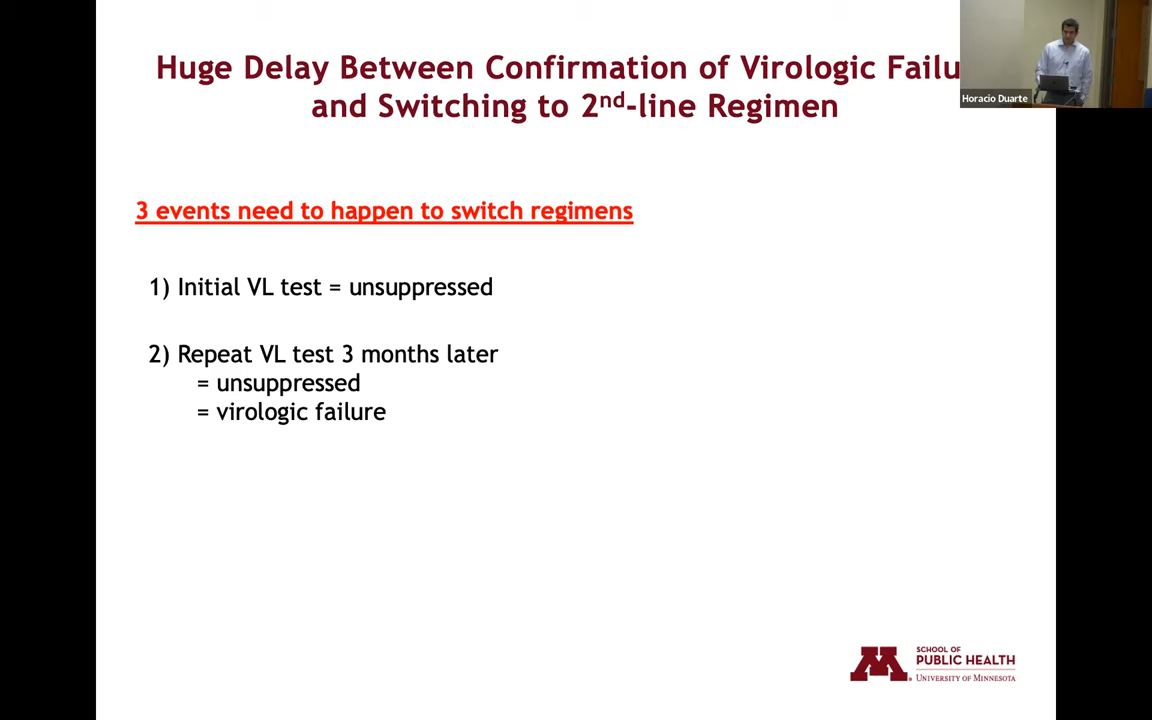 Huge Delay Between Confirmation of Virologic Failu
and Switching to 2nd-line Regimen
Horacio Duarte
3 events need to happen to switch regimens
1) Initial VL test = unsuppressed
2) Repeat VL test 3 months later
= unsuppressed
= virologic failure
M
SCHOOL OF
PUBLIC HEALTH
UNIVERSITY OF MINNESOTA